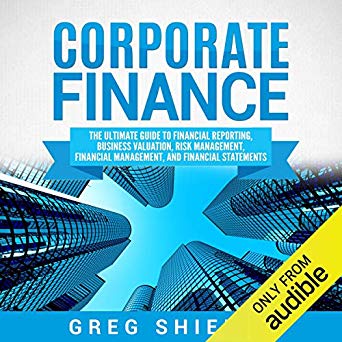 CORPORATE
FINANCE
THE ULTIMATE GUIDE TO FINANCIAL REPORTING,
BUSINESS VALUATION, RISK MANAGEMENT,
FINANCIAL MANAGEMENT, AND FINANCIAL STATEMENTS
GREG SHIE
ONLY FROM
audible